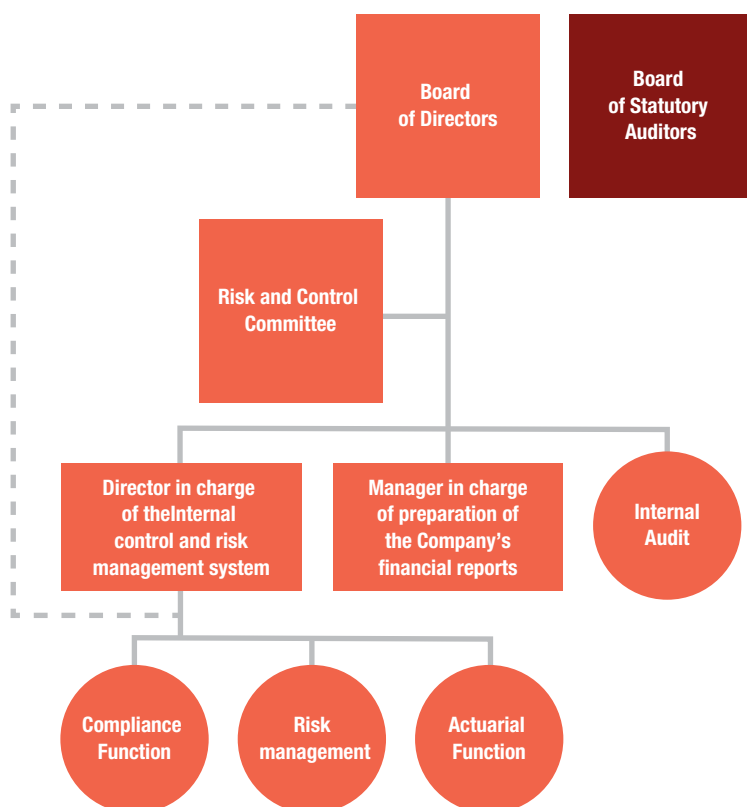 Board
of Directors
Board
of Statutory
Auditors
Risk and Control
Committee
Director in charge
of theInternal
control and risk
management system
Manager in charge
of preparation of
the Company's
financial reports
Internal
Audit
Compliance
Function
Risk
management
Actuarial
Function